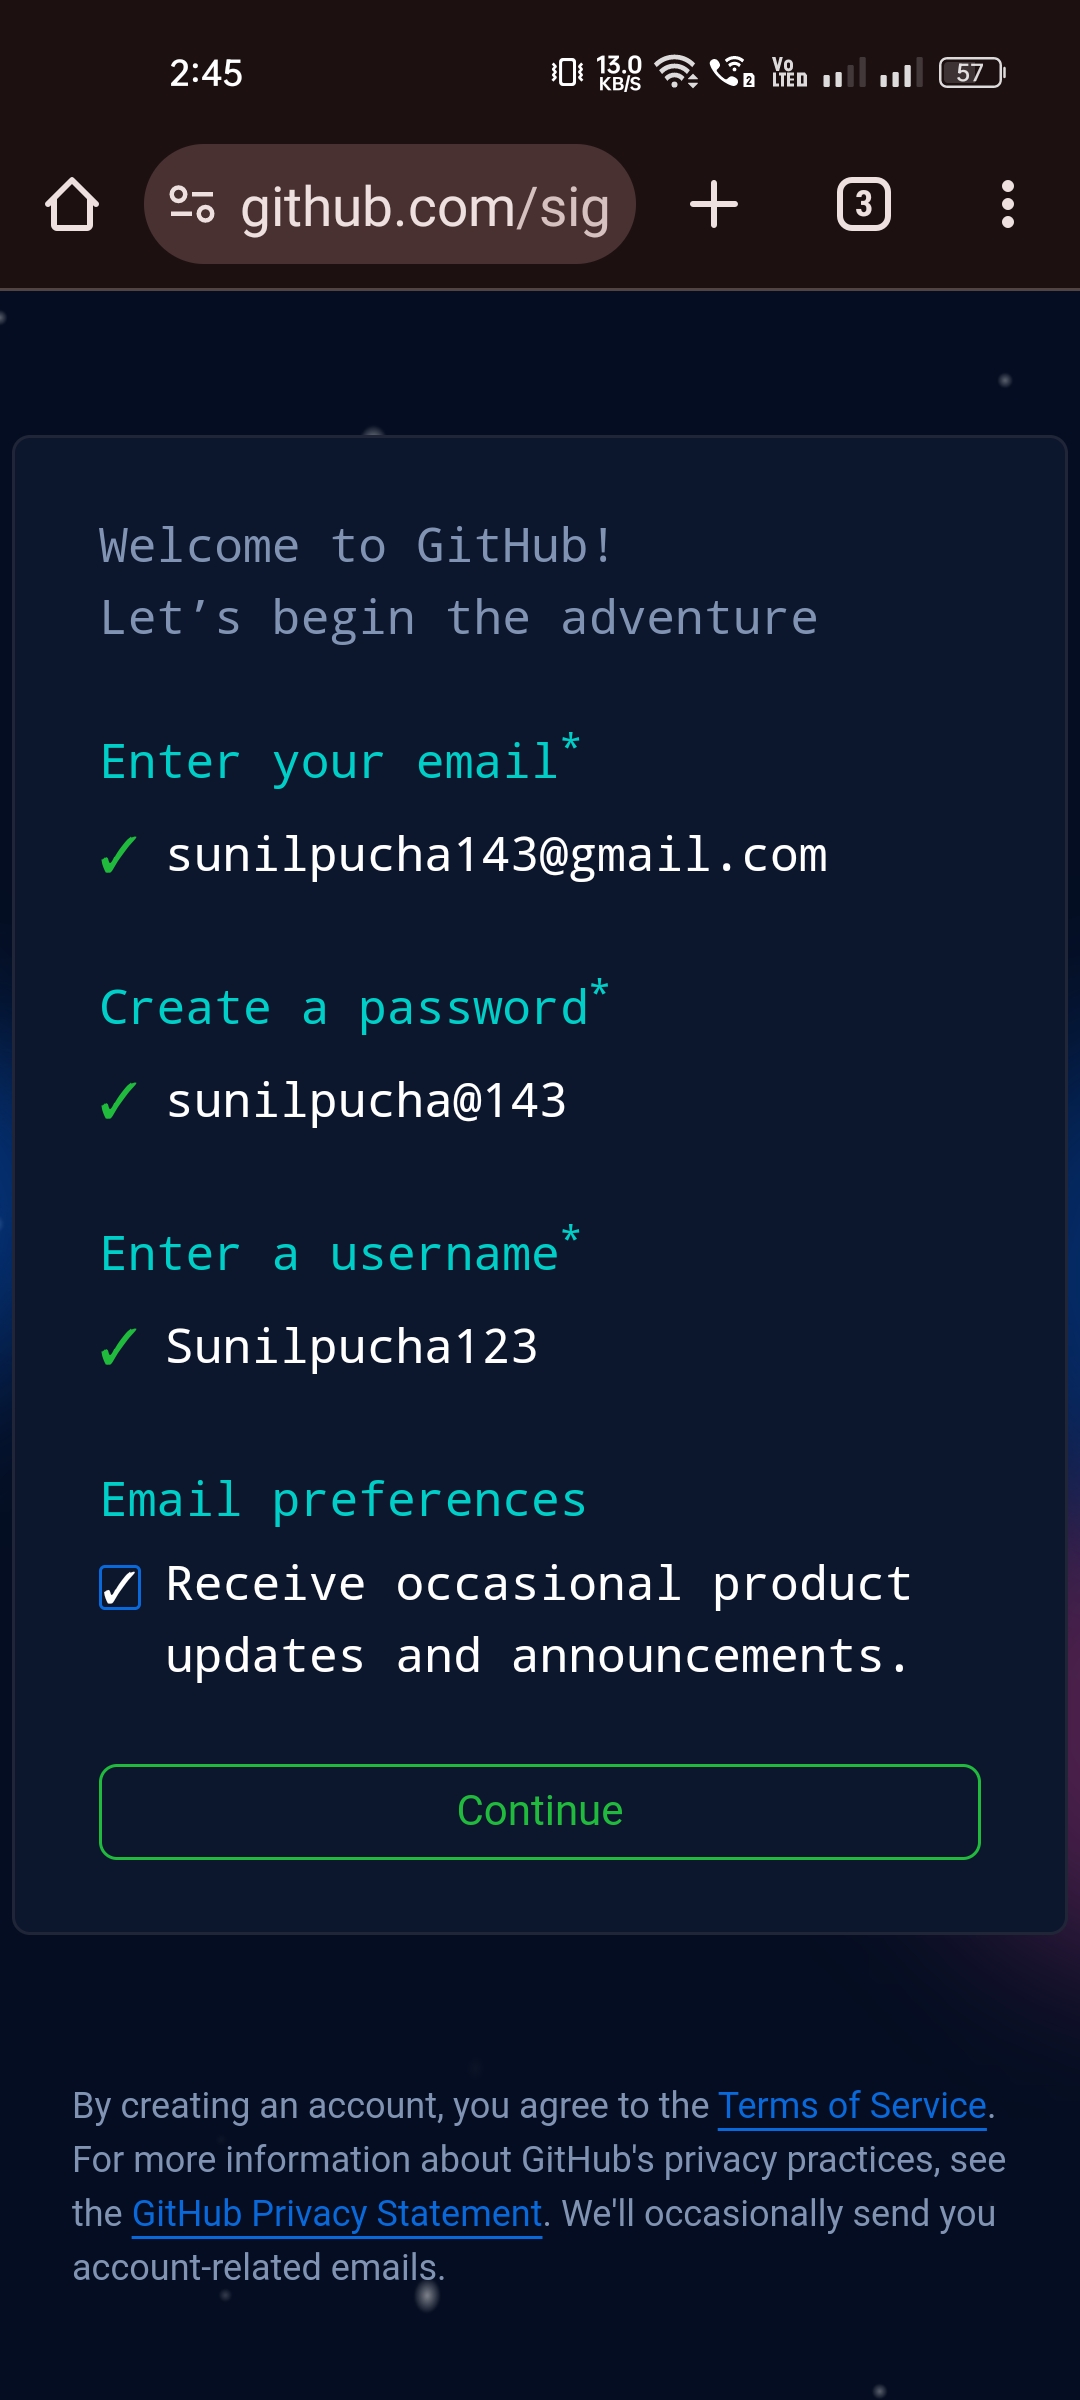 2:45
13.0
KB/S
2
Vo
LTE
57
github.com/sig
3
Welcome to GitHub!
Let’s begin the adventure
Enter your email*
✓ sunilpucha143@gmail.com
Create a password*
✓ sunilpucha@143
Enter a username*
✓ Sunilpucha123
Email preferences
✓ Receive occasional product
updates and announcements.
Continue
By creating an account, you agree to the Terms of Service.
For more information about GitHub's privacy practices, see
the GitHub Privacy Statement. We'll occasionally send you
account-related emails.